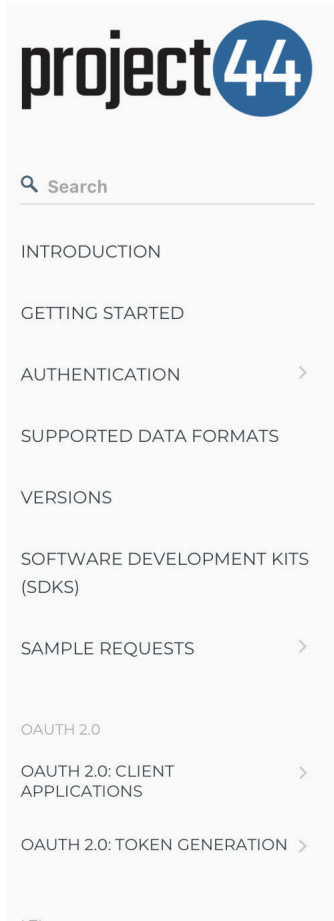 project44
Search
INTRODUCTION
GETTING STARTED
AUTHENTICATION
SUPPORTED DATA FORMATS
VERSIONS
SOFTWARE DEVELOPMENT KITS
(SDKS)
SAMPLE REQUESTS
OAUTH 2.0
OAUTH 2.0: CLIENT
APPLICATIONS
OAUTH 2.0: TOKEN GENERATION